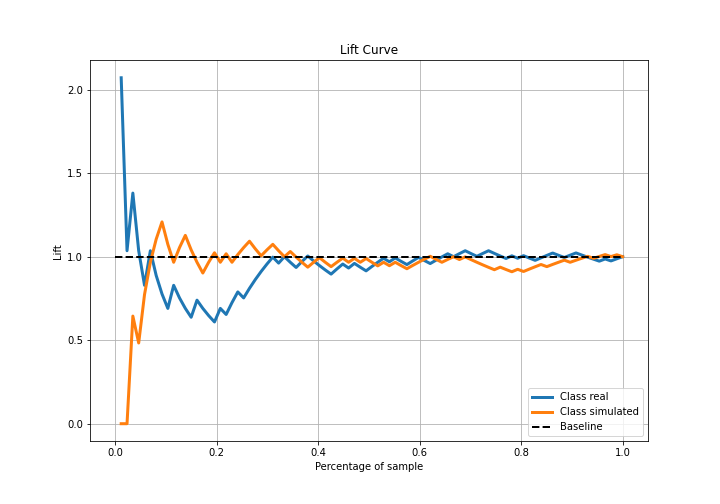 Lift Curve
Lift
2.0
1.5
1.0
0.5
0.0
0.0 0.2 0.4 0.6 0.8 1.0
Percentage of sample
Class real
Class simulated
Baseline